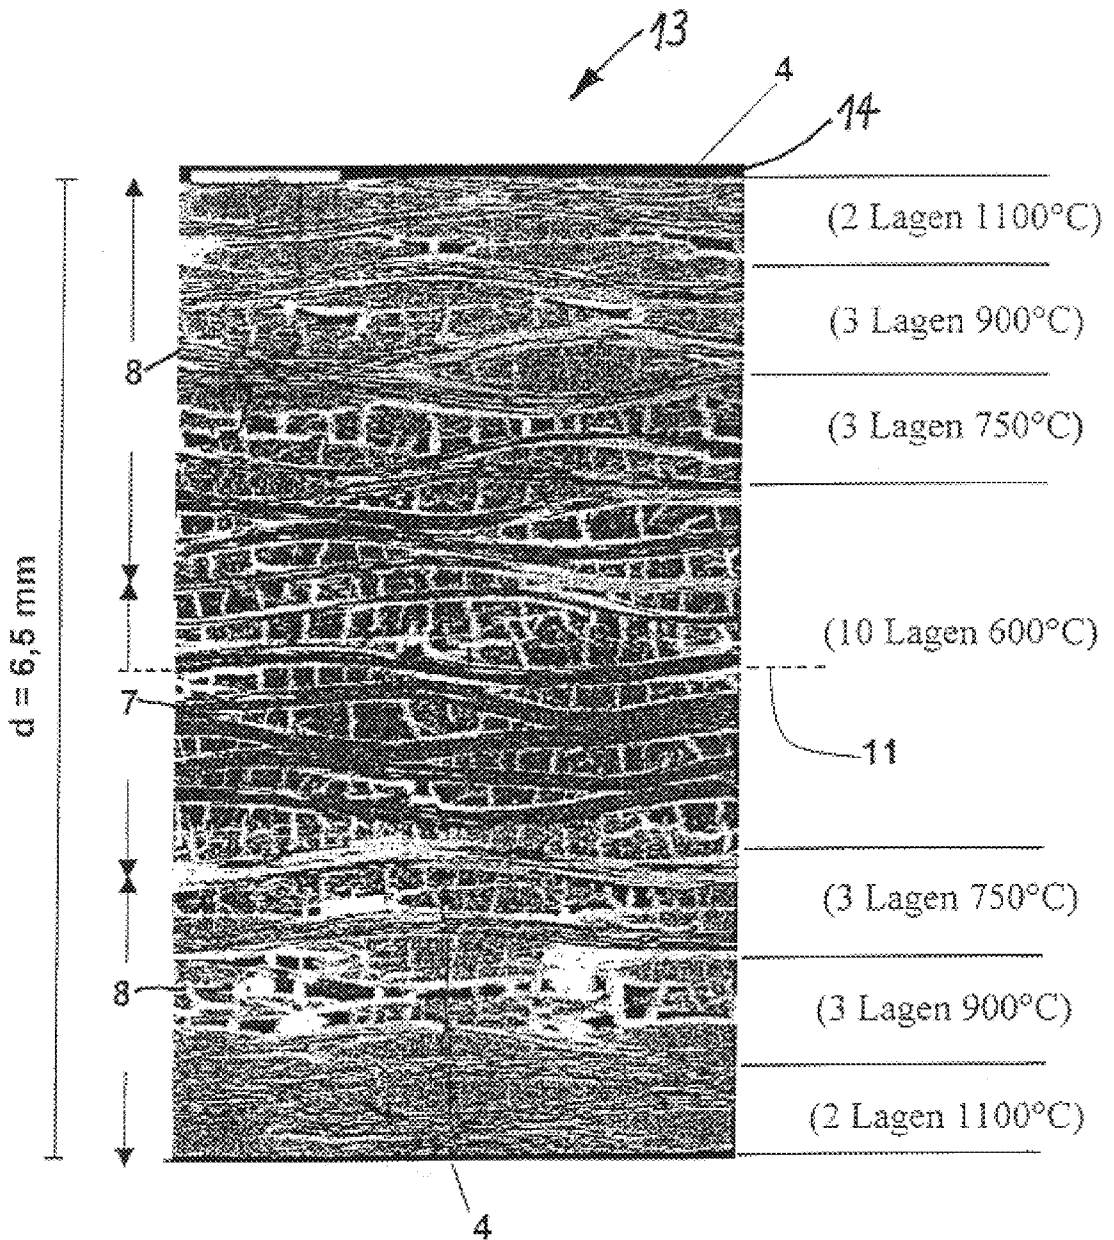 13
4
14
(2 Lagen 1100°C)
(3 Lagen 900°C)
8
(3 Lagen 750°C)
d = 6,5 mm
(10 Lagen 600°C)
7
11
(3 Lagen 750°C)
8
(3 Lagen 900°C)
(2 Lagen 1100°C)
4